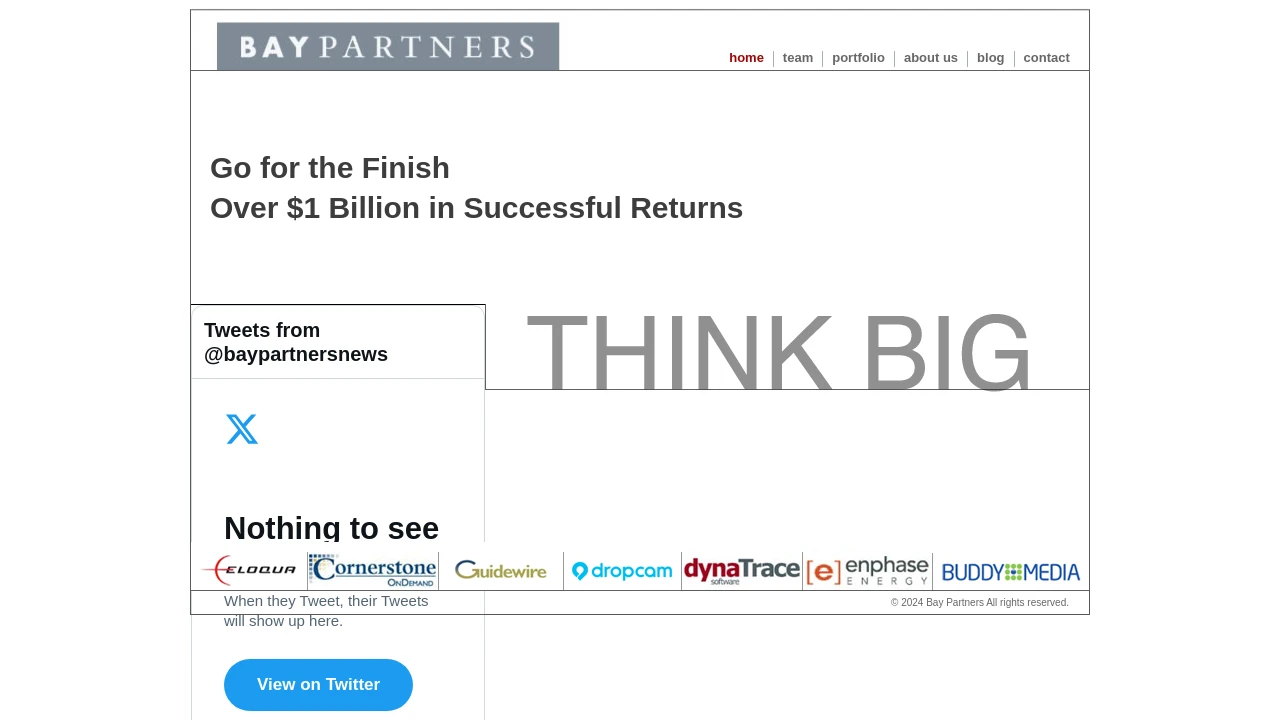 BAY PARTNERS
home
team
portfolio
about us
blog
contact
Go for the Finish
Over $1 Billion in Successful Returns
Tweets from
@baypartnersnews
THINK BIG
Nothing to see
ELOQUA
Cornerstone
OnDemand
Guidewire
dropcam
dynaTrace
software
[e] enphase
ENERGY
BUDDY MEDIA
When they Tweet, their Tweets
will show up here.
© 2024 Bay Partners All rights reserved.
View on Twitter